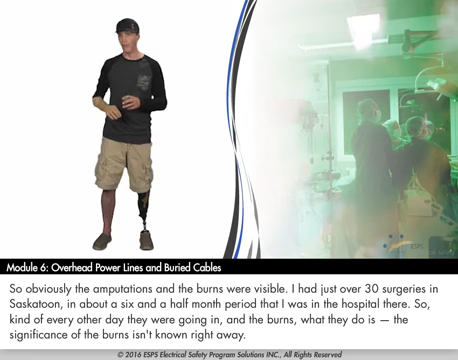 Module 6: Overhead Power Lines and Buried Cables
So obviously the amputations and the burns were visible. I had just over 30 surgeries in
Saskatoon, in about a six and a half month period that I was in the hospital there. So,
kind of every other day they were going in, and the burns, what they do is — the
significance of the burns isn't known right away.
© 2016 ESPS Electrical Safety Program Solutions INC., All Rights Reserved